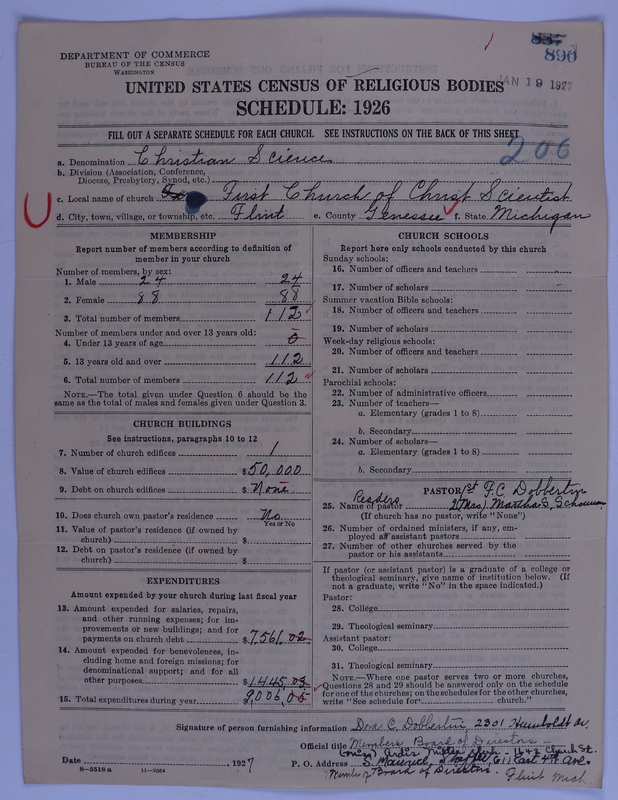 837
890
DEPARTMENT OF COMMERCE
BUREAU OF THE CENSUS
WASHINGTON
JAN 19 1927
UNITED STATES CENSUS OF RELIGIOUS BODIES
SCHEDULE: 1926
FILL OUT A SEPARATE SCHEDULE FOR EACH CHURCH. SEE INSTRUCTIONS ON THE BACK OF THIS SHEET
206
a. Denomination Christian Science
b. Division (Association, Conference,
Diocese, Presbytery, Synod, etc.)
c. Local name of church First Church of Christ Scientist
d. City, town, village, or township, etc. Flint e. County Genessee f. State Michigan
MEMBERSHIP
Report number of members according to definition of
member in your church
Number of members, by sex:
1. Male 24 24
2. Female 88 88
3. Total number of members 112
Number of members under and over 13 years old:
4. Under 13 years of age 0
5. 13 years old and over 112
6. Total number of members 112
NOTE.—The total given under Question 6 should be
the same as the total of males and females given under Question 3.
CHURCH BUILDINGS
See instructions, paragraphs 10 to 12
7. Number of church edifices 1
8. Value of church edifices $50,000
9. Debt on church edifices $ None
10. Does church own pastor's residence? No
Yes or No
11. Value of pastor's residence (if owned by
church) $
12. Debt on pastor's residence (if owned by
church) $
EXPENDITURES
Amount expended by your church during last fiscal year
13. Amount expended for salaries, repairs,
and other running expenses; for im-
provements or new buildings; and for
payments on church debt $7,561.02
14. Amount expended for benevolences, in-
cluding home and foreign missions; for
denominational support; and for all
other purposes $1445.03
15. Total expenditures during year 9,006.05
CHURCH SCHOOLS
Report here only schools conducted by this church
Sunday schools:
16. Number of officers and teachers
17. Number of scholars
Summer vacation Bible schools:
18. Number of officers and teachers
19. Number of scholars
Week-day religious schools:
20. Number of officers and teachers
21. Number of scholars
Parochial schools:
22. Number of administrative officers
23. Number of teachers—
a. Elementary (grades 1 to 8)
b. Secondary
24. Number of scholars—
a. Elementary (grades 1 to 8)
b. Secondary
PASTOR 1st F. C. Dobbertin
Readers
25. Name of pastor 2(Mrs) Martha S.
(If church has no pastor, write "None")
26. Number of ordained ministers, if any, em-
ployed as assistant pastors
27. Number of other churches served by the
pastor or his assistants
If pastor (or assistant pastor) is a graduate of a college or
theological seminary, give name of institution below. (If
not a graduate, write "No" in the space indicated.)
Pastor:
28. College
29. Theological seminary
Assistant pastor:
30. College
31. Theological seminary
NOTE.—Where one pastor serves two or more churches,
Questions 28 and 29 should be answered only on the schedule
for one of the churches; on the schedules for the other churches,
write "See schedule for church."
Signature of person furnishing information Dora C. Dobbertin, 2301 Humboldt Av.
Official title Members Board of Directors
Date , 1927
P. O. Address S. 611 East 4th Ave.
8—5518 a 11—9054
Member of Board of Directors. Flint Mich.